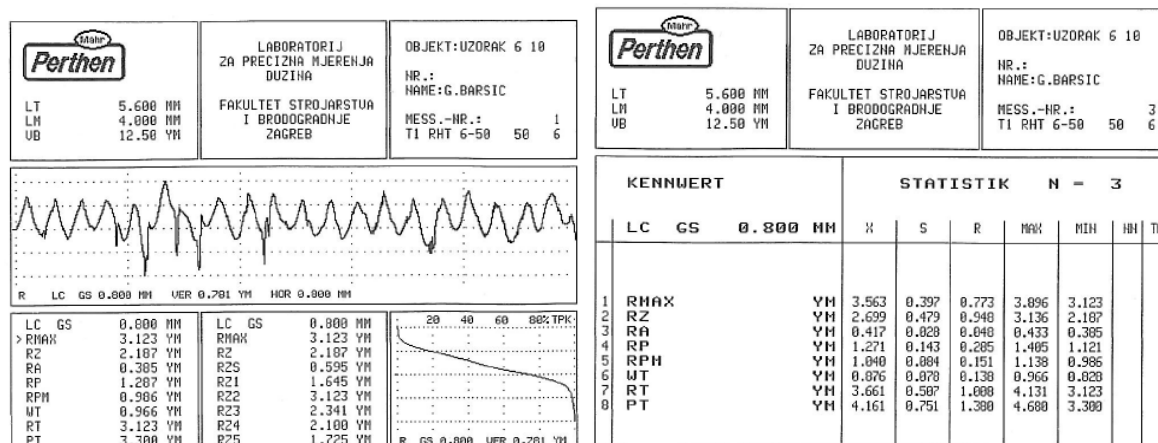 Mahr
Perthen
LT 5.600 MM
LM 4.000 MM
VB 12.50 YM
LABORATORIJ
ZA PRECIZNA MJERENJA
DUZINA
FAKULTET STROJARSTVA
I BRODOGRADNJE
ZAGREB
OBJEKT:UZORAK 6 10
NR.:
NAME:G.BARSIC
MESS.-NR.: 1
T1 RHT 6-50 50 6
R LC GS 0.800 MM VER 0.781 YM HOR 0.800 MM
LC GS 0.800 MM
>RMAX 3.123 YM
RZ 2.187 YM
RA 0.385 YM
RP 1.207 YM
RPM 0.986 YM
WT 0.966 YM
RT 3.123 YM
PT 3.300 YM
LC GS 0.800 MM
RMAX 3.123 YM
RZ 2.187 YM
RZS 0.595 YM
RZ1 1.645 YM
RZ2 3.123 YM
RZ3 2.341 YM
RZ4 2.100 YM
RZ5 1.725 YM
20 40 60 80% TPK
R GS 0.800 VER 0.781 YM
Mahr
Perthen
LT 5.600 MM
LM 4.000 MM
VB 12.50 YM
LABORATORIJ
ZA PRECIZNA MJERENJA
DUZINA
FAKULTET STROJARSTVA
I BRODOGRADNJE
ZAGREB
OBJEKT:UZORAK 6 10
NR.:
NAME:G.BARSIC
MESS.-NR.: 3
T1 RHT 6-50 50 6
KENNWERT STATISTIK N = 3
LC GS 0.800 MM X S R MAX MIN NN
1 RMAX YM 3.563 0.397 0.773 3.896 3.123
2 RZ YM 2.699 0.479 0.948 3.136 2.187
3 RA YM 0.417 0.028 0.048 0.433 0.385
4 RP YM 1.271 0.143 0.285 1.405 1.121
5 RPM YM 1.040 0.084 0.151 1.138 0.986
6 WT YM 0.876 0.078 0.138 0.966 0.828
7 RT YM 3.661 0.507 1.008 4.131 3.123
8 PT YM 4.161 0.751 1.380 4.680 3.300